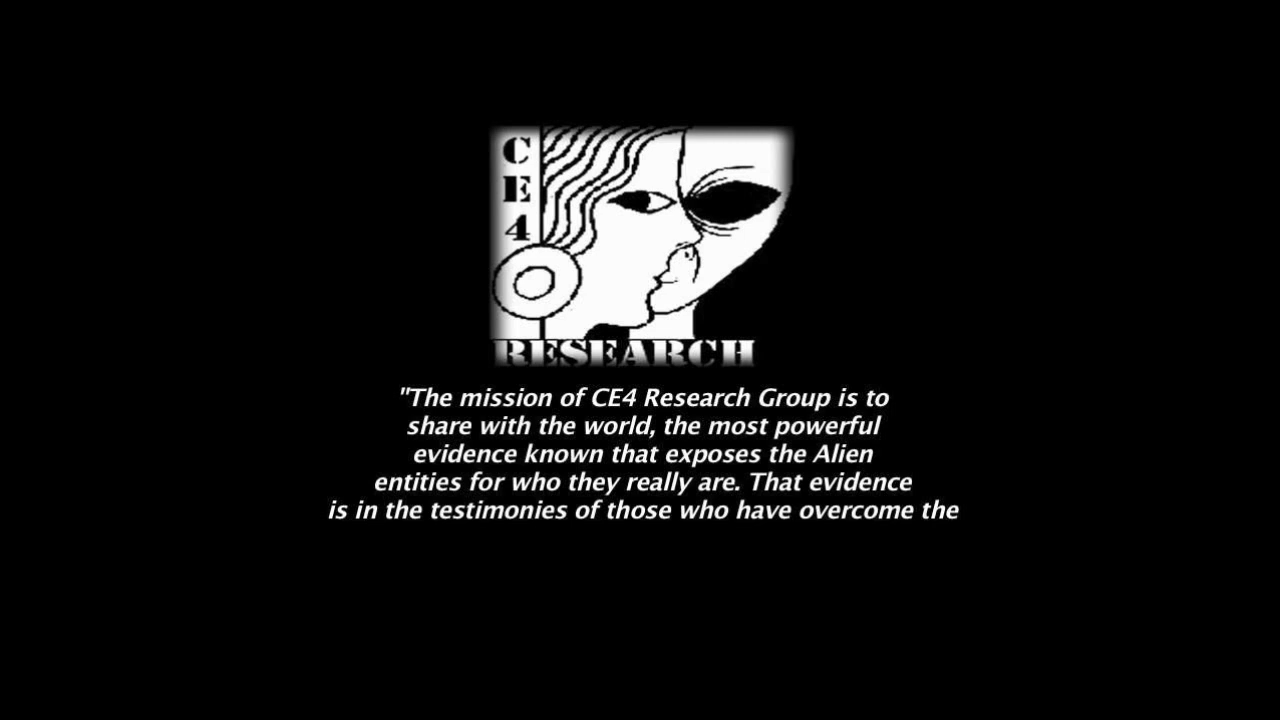 C
E
4
RESEARCH
"The mission of CE4 Research Group is to
share with the world, the most powerful
evidence known that exposes the Alien
entities for who they really are. That evidence
is in the testimonies of those who have overcome the